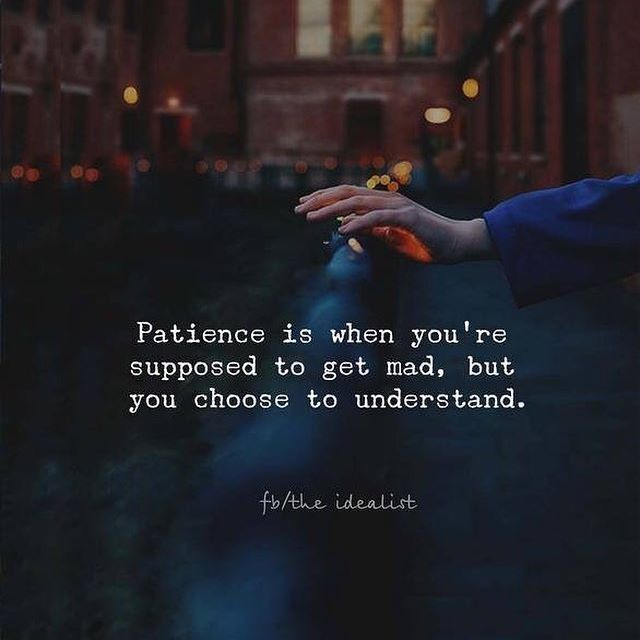 Patience is when you're
supposed to get mad, but
you choose to understand.
fb/the idealist